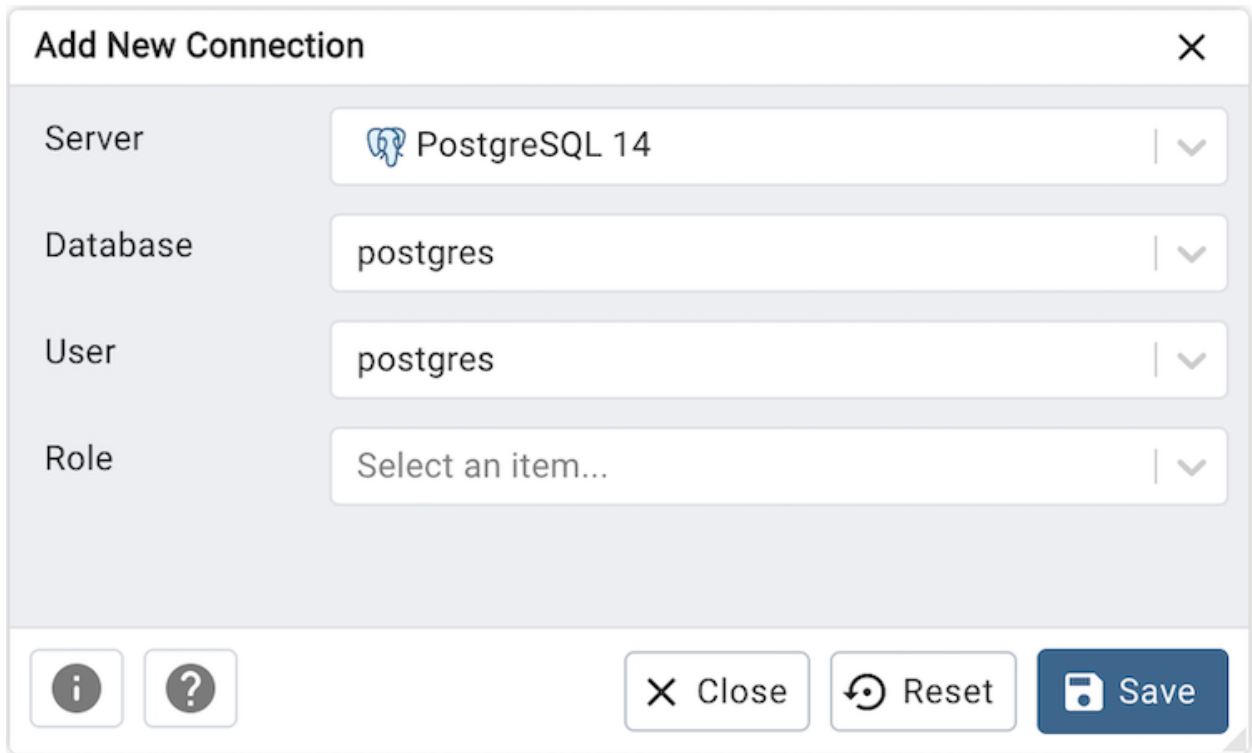 Add New Connection
Server
PostgreSQL 14
Database
postgres
User
postgres
Role
Select an item...
Close
Reset
Save